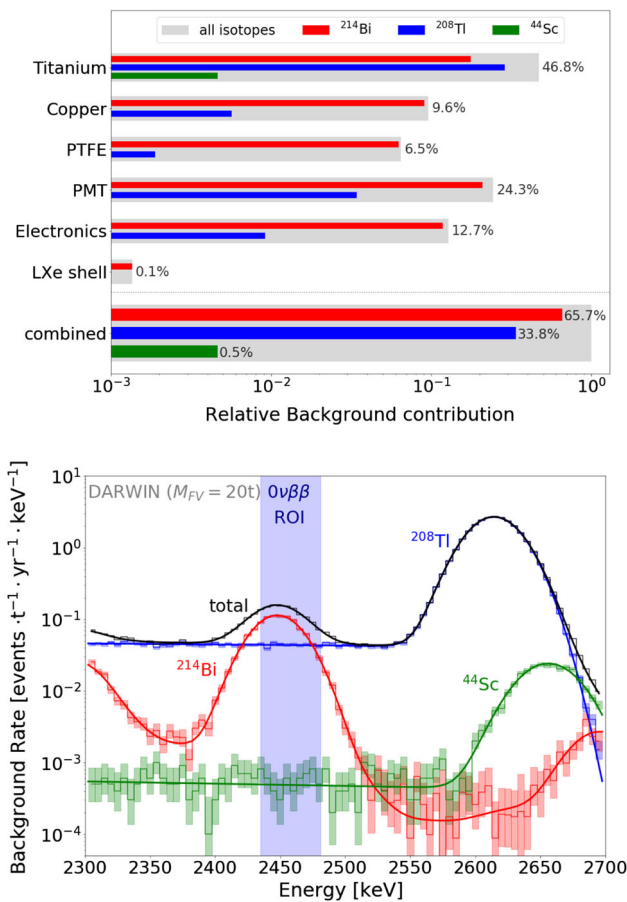 all isotopes ²¹⁴Bi ²⁰⁸Tl ⁴⁴Sc
Titanium 46.8%
Copper 9.6%
PTFE 6.5%
PMT 24.3%
Electronics 12.7%
LXe shell 0.1%
65.7%
combined 33.8%
0.5%
10⁻³ 10⁻² 10⁻¹ 10⁰
Relative Background contribution
DARWIN (M_FV = 20t) 0νββ
ROI
²⁰⁸Tl
total
²¹⁴Bi
⁴⁴Sc
10¹
10⁰
10⁻¹
10⁻²
10⁻³
10⁻⁴
Background Rate [events · t⁻¹ · yr⁻¹ · keV⁻¹]
2300 2350 2400 2450 2500 2550 2600 2650 2700
Energy [keV]